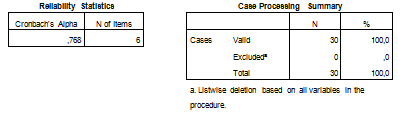 Reliability Statistics
Cronbach's Alpha N of Items
,768 6
Case Processing Summary
N %
Cases Valid 30 100,0
Excludedª 0 ,0
Total 30 100,0
a. Listwise deletion based on all variables in the
procedure.